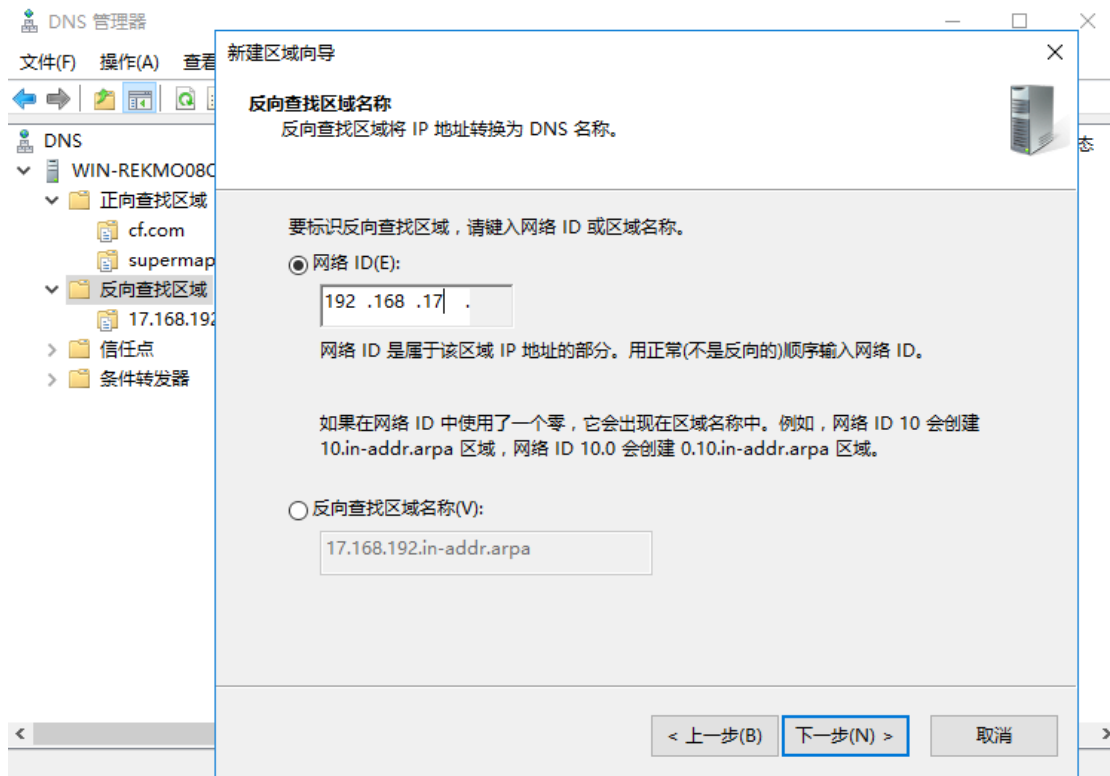 DNS 管理器
文件(F) 操作(A) 查看
DNS
WIN-REKMO08C
正向查找区域
cf.com
supermap
反向查找区域
17.168.192
信任点
条件转发器
态
新建区域向导
反向查找区域名称
反向查找区域将 IP 地址转换为 DNS 名称。
要标识反向查找区域，请键入网络 ID 或区域名称。
网络 ID(E):
192 .168 .17 .
网络 ID 是属于该区域 IP 地址的部分。用正常(不是反向的)顺序输入网络 ID。
如果在网络 ID 中使用了一个零，它会出现在区域名称中。例如，网络 ID 10 会创建
10.in-addr.arpa 区域，网络 ID 10.0 会创建 0.10.in-addr.arpa 区域。
反向查找区域名称(V):
17.168.192.in-addr.arpa
< 上一步(B) 下一步(N) > 取消